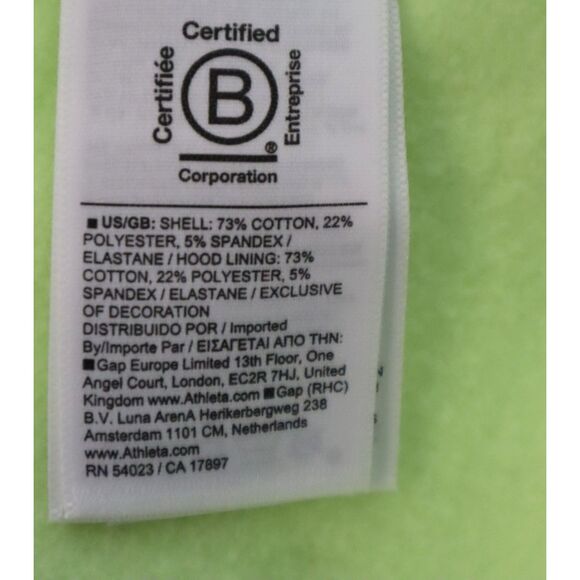 Certified
Certifiée
B
®
Entreprise
Corporation
■ US/GB: SHELL: 73% COTTON, 22%
POLYESTER, 5% SPANDEX /
ELASTANE / HOOD LINING: 73%
COTTON, 22% POLYESTER, 5%
SPANDEX / ELASTANE / EXCLUSIVE
OF DECORATION
DISTRIBUIDO POR / Imported
By/Importe Par / ΕΙΣΑΓΕΤΑΙ ΑΠΟ ΤΗΝ:
■ Gap Europe Limited 13th Floor, One
Angel Court, London, EC2R 7HJ, United
Kingdom www.Athleta.com ■ Gap (RHC)
B.V. Luna ArenA Herikerbergweg 238
Amsterdam 1101 CM, Netherlands
www.Athleta.com
RN 54023 / CA 17897